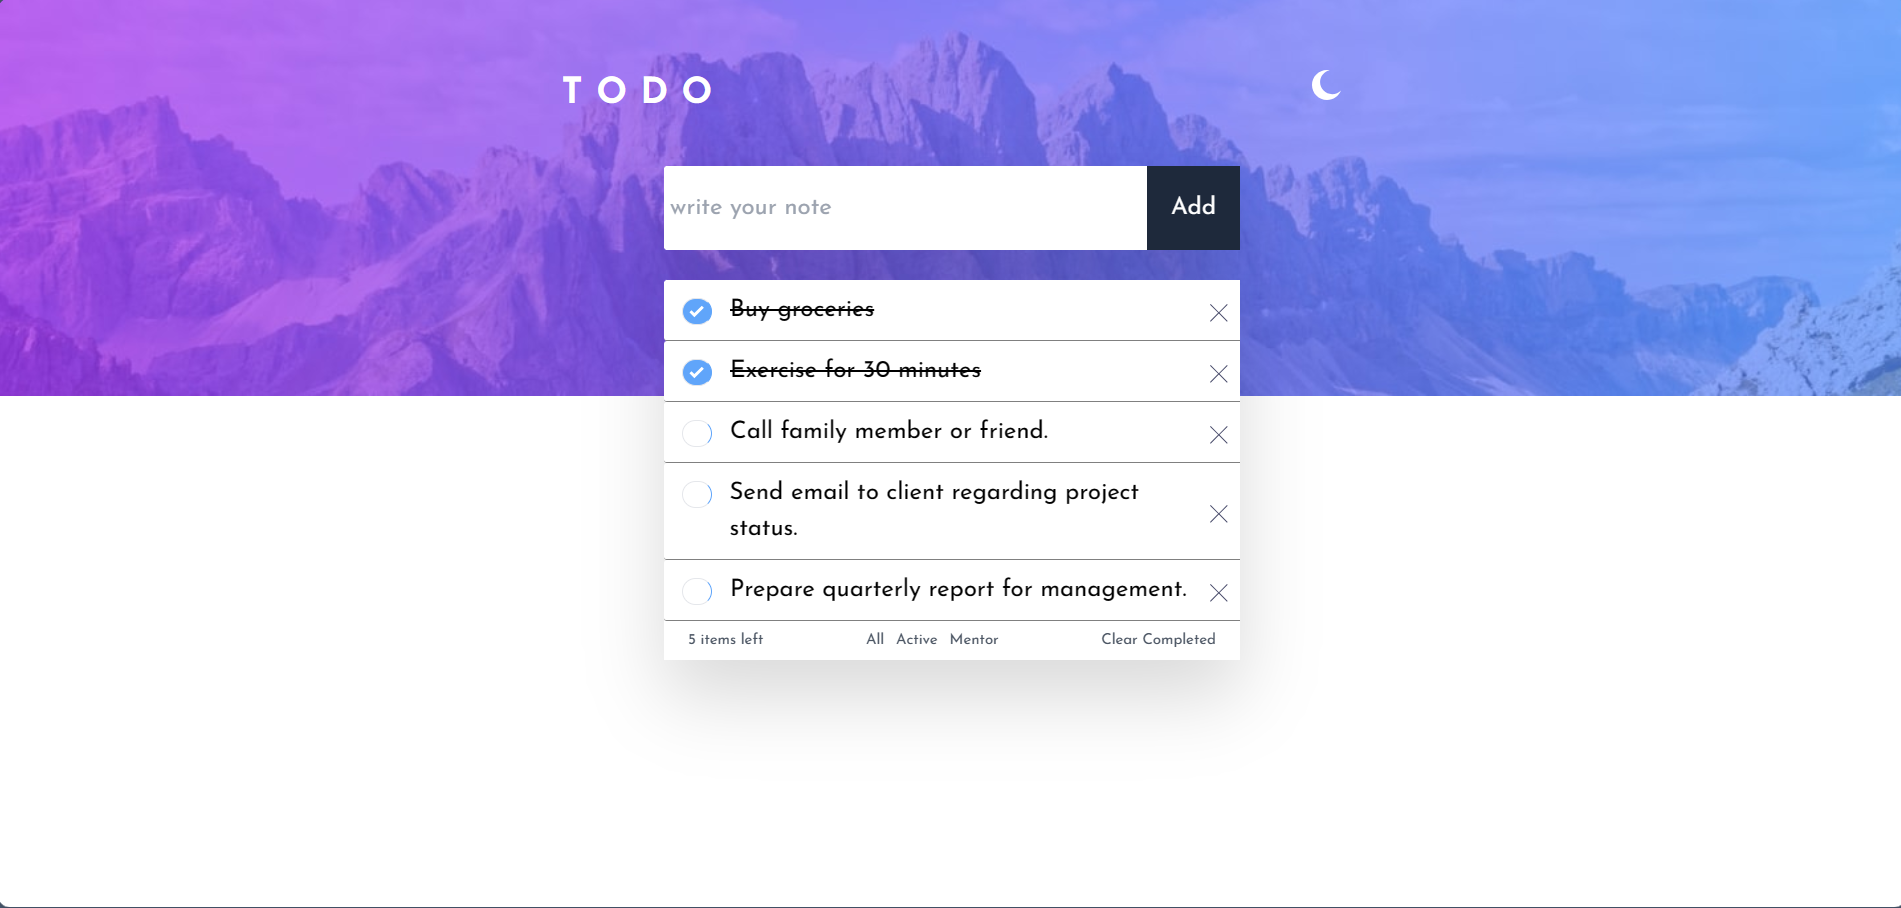 TODO
write your note
Add
Buy groceries
Exercise for 30 minutes
Call family member or friend.
Send email to client regarding project
status.
Prepare quarterly report for management.
5 items left All Active Mentor Clear Completed